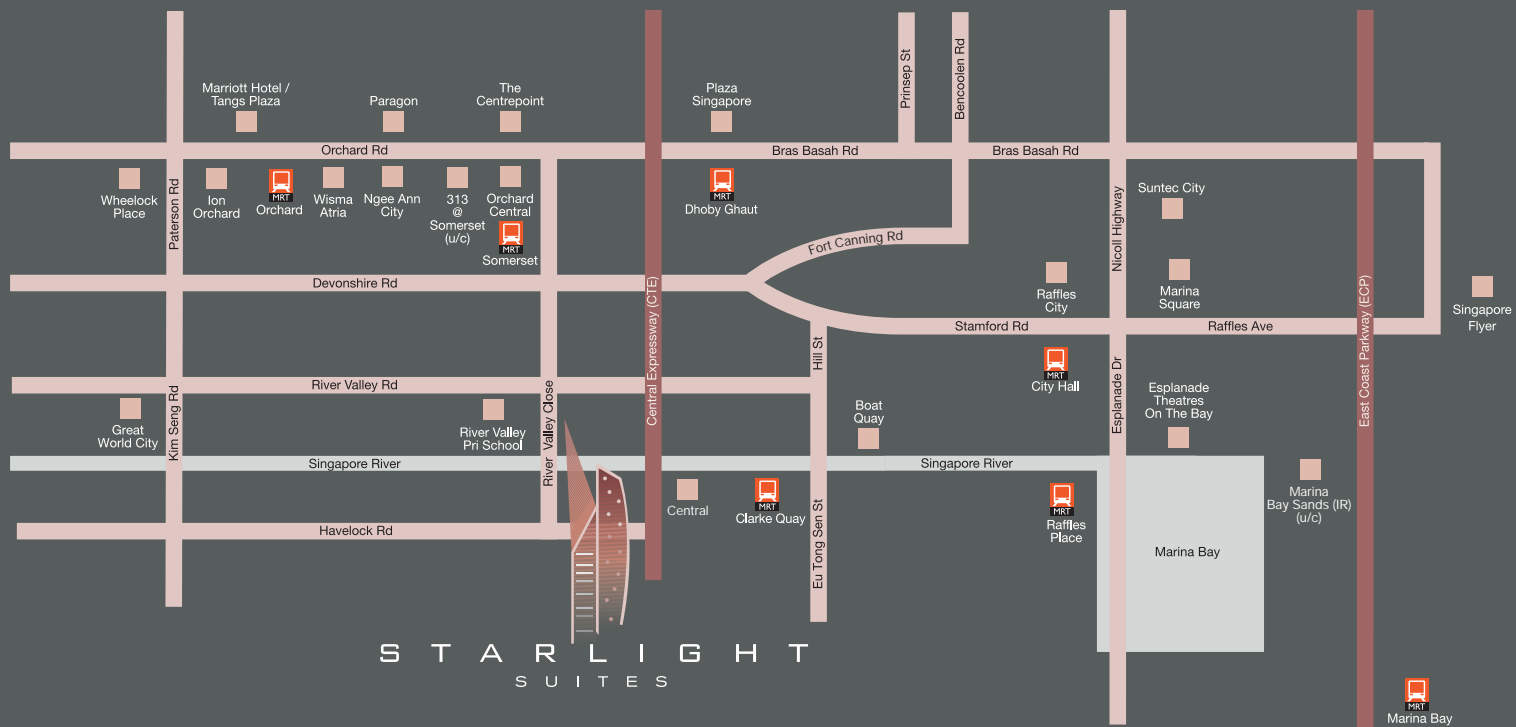 Marriott Hotel /
Tangs Plaza
Paragon
The
Centrepoint
Plaza
Singapore
Prinsep St
Bencoolen Rd
Orchard Rd
Bras Basah Rd
Bras Basah Rd
Wheelock
Place
Paterson Rd
Ion
Orchard
MRT
Orchard
Wisma
Atria
Ngee Ann
City
313
@
Somerset
(u/c)
Orchard
Central
MRT
Somerset
MRT
Dhoby Ghaut
Suntec City
Nicoll Highway
Fort Canning Rd
Devonshire Rd
Central Expressway (CTE)
Raffles
City
Marina
Square
East Coast Parkway (ECP)
Singapore
Flyer
Stamford Rd
Raffles Ave
Hill St
MRT
City Hall
Esplanade Dr
Esplanade
Theatres
On The Bay
River Valley Rd
Kim Seng Rd
Great
World City
River Valley
Pri School
River Valley Close
Boat
Quay
Singapore River
Singapore River
Central
MRT
Clarke Quay
Eu Tong Sen St
MRT
Raffles
Place
Marina
Bay Sands (IR)
(u/c)
Havelock Rd
Marina Bay
STARLIGHT
SUITES
MRT
Marina Bay